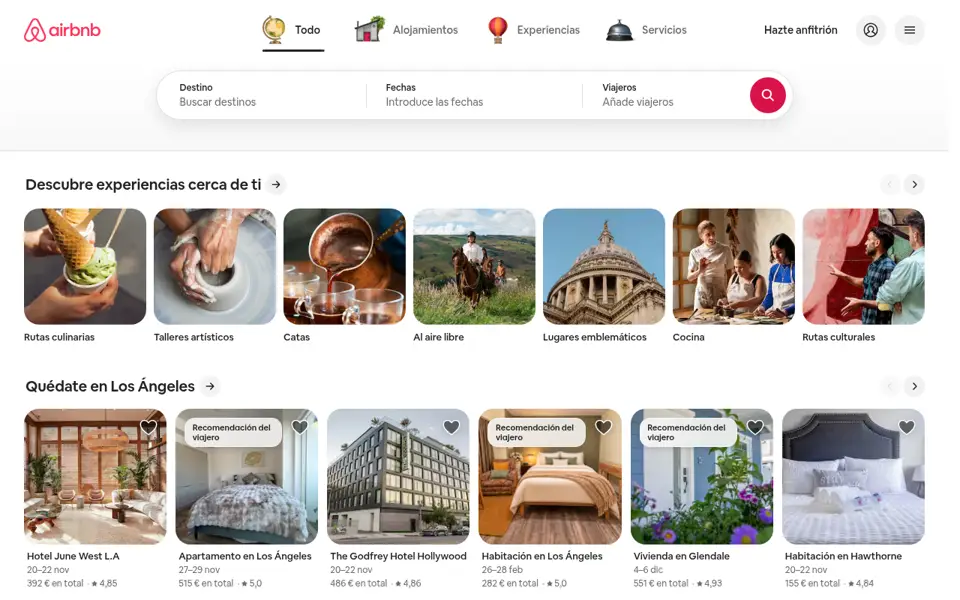 airbnb
Todo
Alojamientos
Experiencias
Servicios
Hazte anfitrión
Destino
Buscar destinos
Fechas
Introduce las fechas
Viajeros
Añade viajeros
Descubre experiencias cerca de ti
Rutas culinarias
Talleres artísticos
Catas
Al aire libre
Lugares emblemáticos
Cocina
Rutas culturales
Quédate en Los Ángeles
Hotel June West L.A
20–22 nov
392 € en total · ★ 4,85
Recomendación del
viajero
Apartamento en Los Ángeles
27–29 nov
515 € en total · ★ 5,0
The Godfrey Hotel Hollywood
20–22 nov
486 € en total · ★ 4,86
Recomendación del
viajero
Habitación en Los Ángeles
26–28 feb
282 € en total · ★ 5,0
Recomendación del
viajero
Vivienda en Glendale
4–6 dic
551 € en total · ★ 4,93
Habitación en Hawthorne
20–22 nov
155 € en total · ★ 4,84